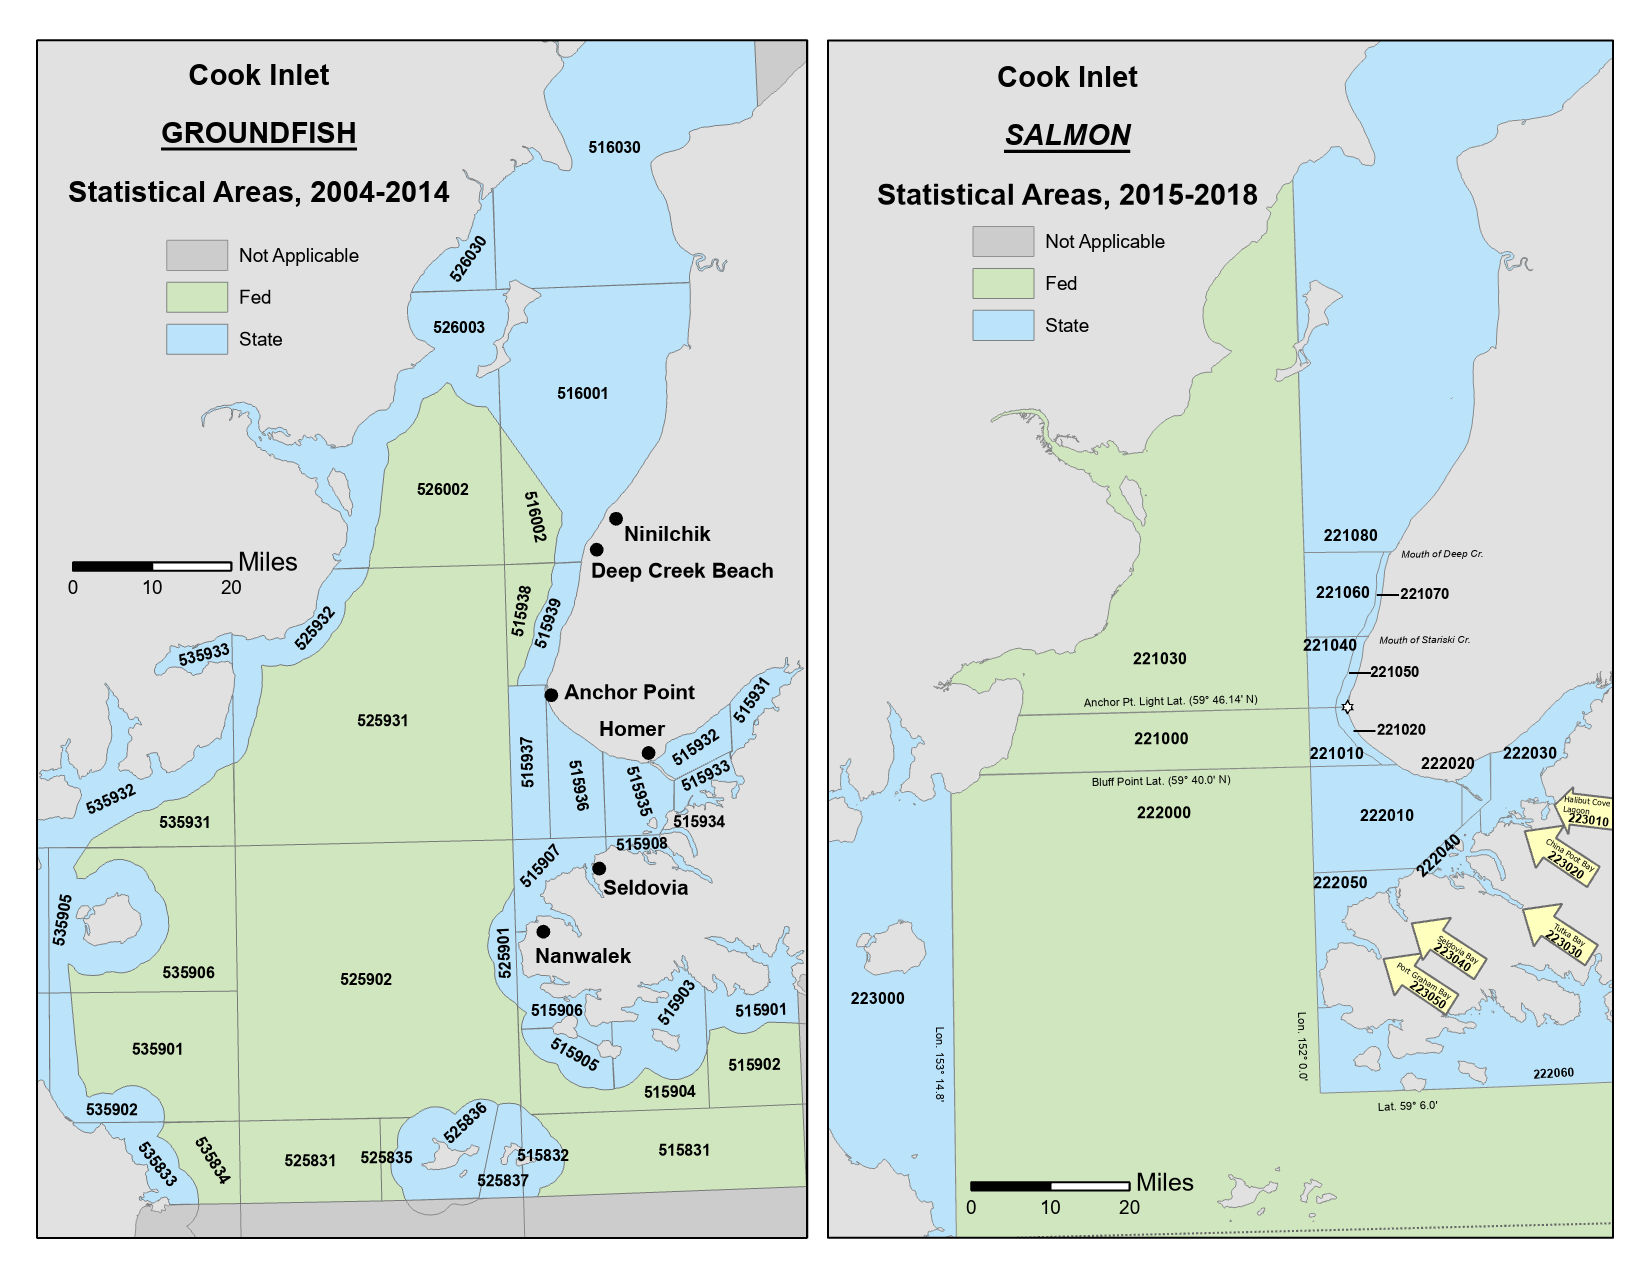 Cook Inlet
GROUNDFISH
Statistical Areas, 2004-2014
Not Applicable
Fed
State
516030
526030
526003
516001
526002
516002
Ninilchik
Deep Creek Beach
Miles
0 10 20
515938
515939
525932
535933
Anchor Point
525931
Homer
515931
515932
515933
515937
515936
515935
535932
535931
515934
515908
515907
Seldovia
535905
525901
Nanwalek
535906
525902
515903
515906
515901
515905
535901
515902
515904
535902
525836
535833
535834
525831
525835
515832
515831
525837
Cook Inlet
SALMON
Statistical Areas, 2015-2018
Not Applicable
Fed
State
221080
Mouth of Deep Cr.
221060
221070
Mouth of Stariski Cr.
221040
221030
221050
Anchor Pt. Light Lat. (59° 46.14' N)
221020
221000
221010
222020
222030
Bluff Point Lat. (59° 40.0' N)
222000
222010
Halibut Cove
Lagoon
223010
222040
China Poot Bay
223020
222050
Tutka Bay
223030
Seldovia Bay
223040
Port Graham Bay
223050
223000
Lon. 153° 14.8'
Lon. 152° 0.0'
222060
Lat. 59° 6.0'
Miles
0 10 20